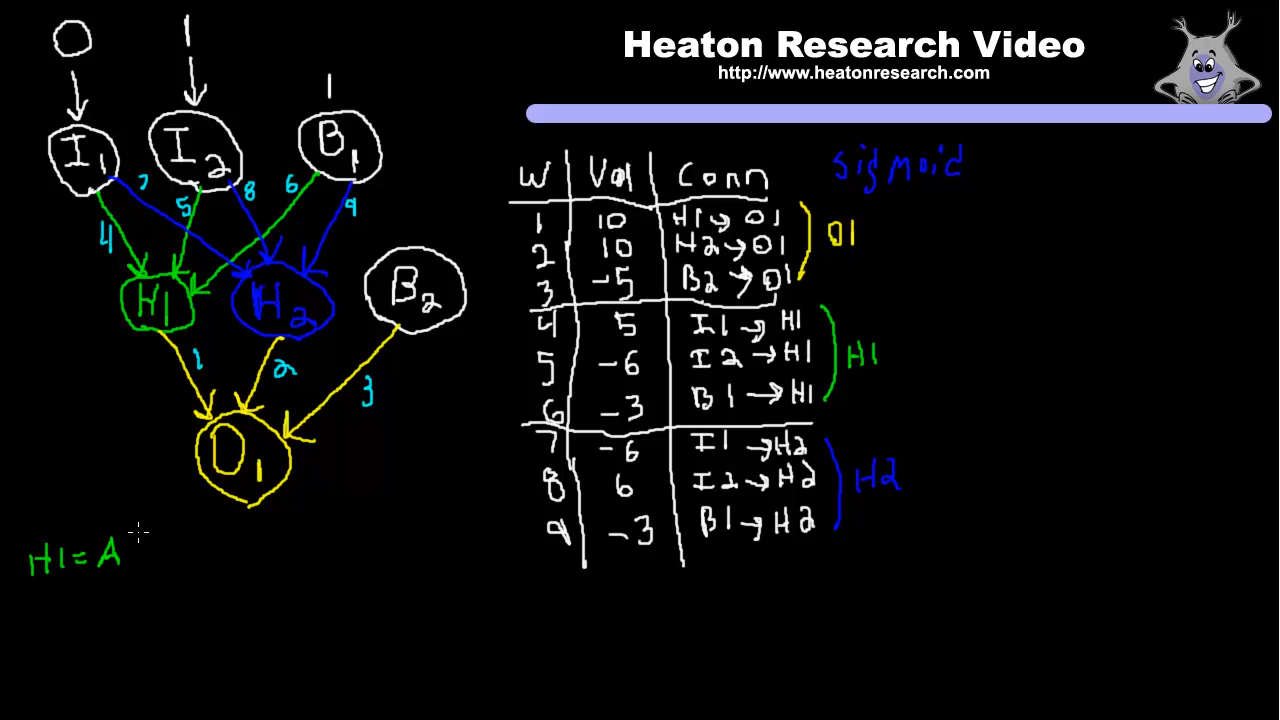 Heaton Research Video
http://www.heatonresearch.com
0 1
1
I1 I2 B1
7 8 6 9
4 5
H1 H2 B2
1 2 3
O1
H1 = A
Sigmoid
W Val Conn
1 10 H1→O1
2 10 H2→O1
3 -5 B2→O1
O1
4 5 I1→H1
5 -6 I2→H1
6 -3 B1→H1
H1
7 -6 I1→H2
8 6 I2→H2
9 -3 B1→H2
H2